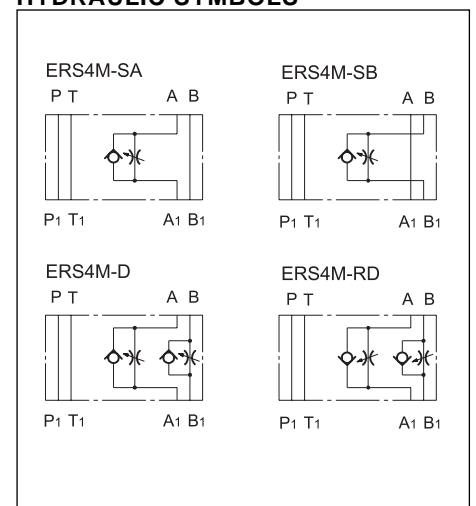 HYDRAULIC SYMBOLS
ERS4M-SA
P T A B
P1 T1 A1 B1
ERS4M-SB
P T A B
P1 T1 A1 B1
ERS4M-D
P T A B
P1 T1 A1 B1
ERS4M-RD
P T A B
P1 T1 A1 B1